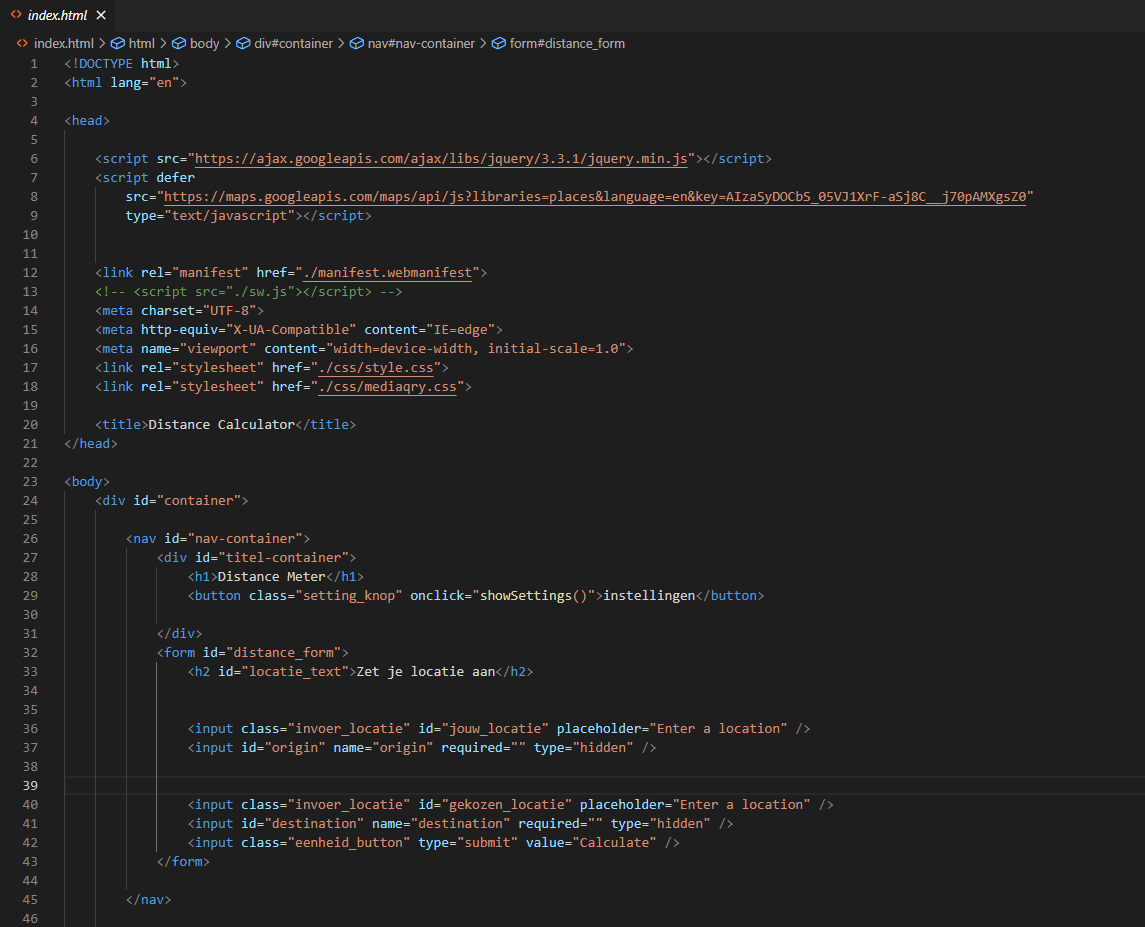 index.html
index.html > html > body > div#container > nav#nav-container > form#distance_form
1 <!DOCTYPE html>
2 <html lang="en">
3
4 <head>
5
6 <script src="https://ajax.googleapis.com/ajax/libs/jquery/3.3.1/jquery.min.js"></script>
7 <script defer
8 src="https://maps.googleapis.com/maps/api/js?libraries=places&language=en&key=AIzaSyDOCbS_05VJ1XrF-aSj8C__j70pAMXgsZ0"
9 type="text/javascript"></script>
10
11
12 <link rel="manifest" href="./manifest.webmanifest">
13 <!-- <script src="./sw.js"></script> -->
14 <meta charset="UTF-8">
15 <meta http-equiv="X-UA-Compatible" content="IE=edge">
16 <meta name="viewport" content="width=device-width, initial-scale=1.0">
17 <link rel="stylesheet" href="./css/style.css">
18 <link rel="stylesheet" href="./css/mediaqry.css">
19
20 <title>Distance Calculator</title>
21 </head>
22
23 <body>
24 <div id="container">
25
26 <nav id="nav-container">
27 <div id="titel-container">
28 <h1>Distance Meter</h1>
29 <button class="setting_knop" onclick="showSettings()">instellingen</button>
30
31 </div>
32 <form id="distance_form">
33 <h2 id="locatie_text">Zet je locatie aan</h2>
34
35
36 <input class="invoer_locatie" id="jouw_locatie" placeholder="Enter a location" />
37 <input id="origin" name="origin" required="" type="hidden" />
38
39
40 <input class="invoer_locatie" id="gekozen_locatie" placeholder="Enter a location" />
41 <input id="destination" name="destination" required="" type="hidden" />
42 <input class="eenheid_button" type="submit" value="Calculate" />
43 </form>
44
45 </nav>
46